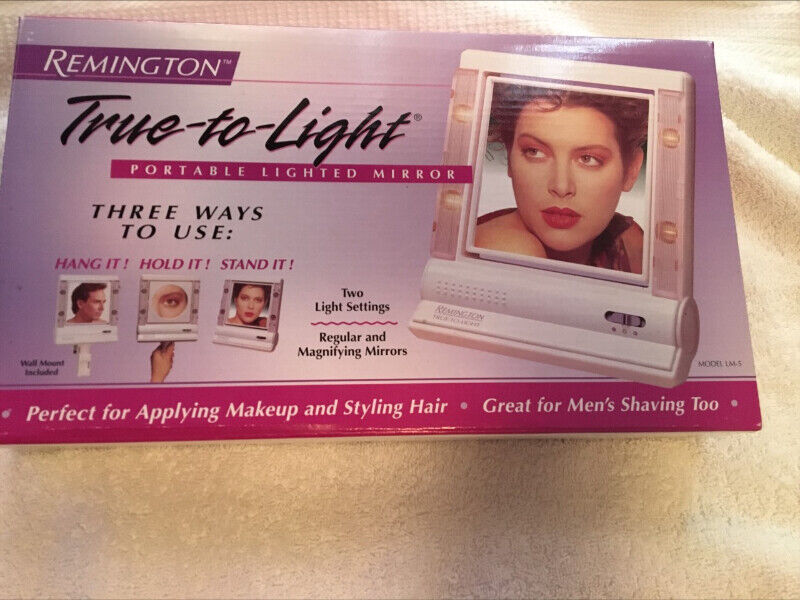 REMINGTON™
True-to-Light®
PORTABLE LIGHTED MIRROR
THREE WAYS
TO USE:
HANG IT! HOLD IT! STAND IT!
Wall Mount
Included
Two
Light Settings
Regular and
Magnifying Mirrors
REMINGTON
TRUE-TO-LIGHT
MODEL LM-5
• Perfect for Applying Makeup and Styling Hair • Great for Men's Shaving Too •